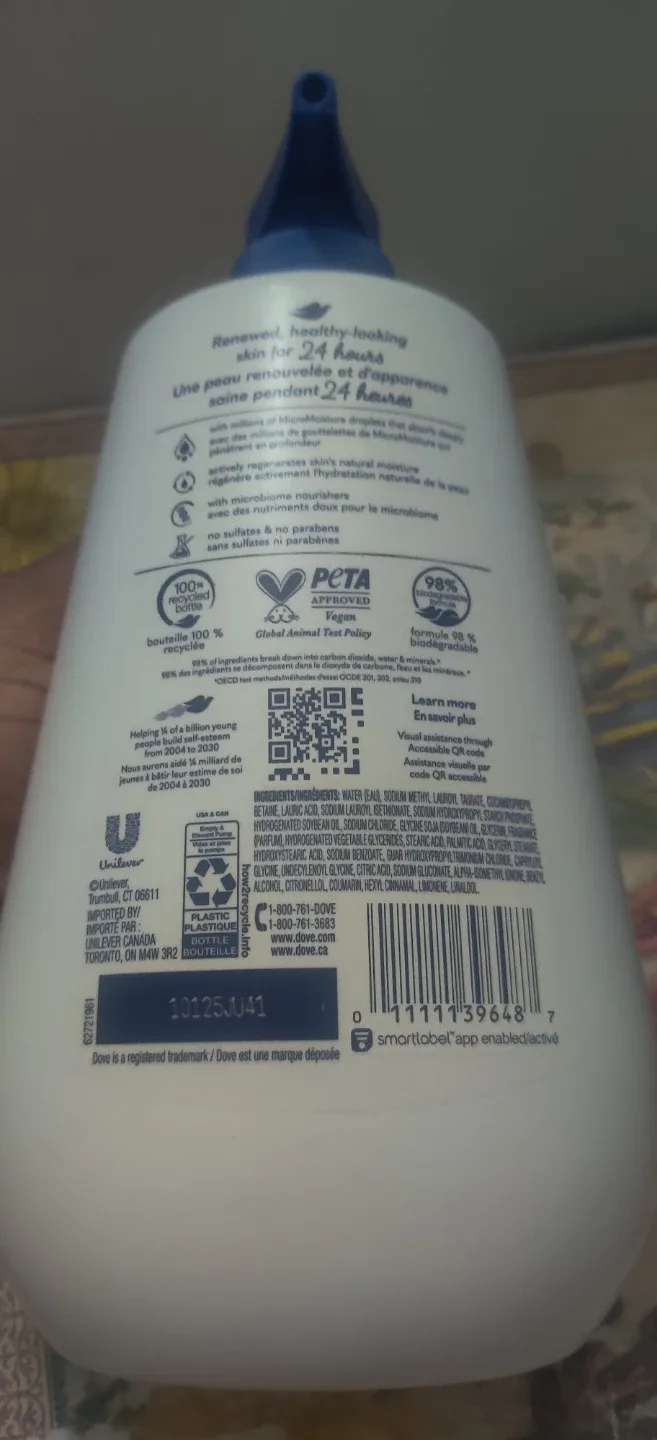 Renewed, healthy-looking
skin for 24 hours
Une peau renouvelée et d'apparence
saine pendant 24 heures
with millions of MicroMoisture droplets that absorb deeply
avec des millions de gouttelettes de MicroMoisture qui
pénètrent en profondeur
actively regenerates skin's natural moisture
régénère activement l'hydratation naturelle de la peau
with microbiome nourishers
avec des nutriments doux pour le microbiome
no sulfates & no parabens
sans sulfates ni parabènes
100%
recycled
bottle
bouteille 100 %
recyclée
PETA
APPROVED
Vegan
Global Animal Test Policy
98%
biodegradable
formula
formule 98 %
biodégradable
98% of ingredients break down into carbon dioxide, water & minerals.*
98% des ingrédients se décomposent dans le dioxyde de carbone, l'eau et les minéraux.*
*OECD test methods/méthodes d'essai OCDE 301, 302, and/ou 310
Helping ¼ of a billion young
people build self-esteem
from 2004 to 2030
Nous aurons aidé ¼ milliard de
jeunes à bâtir leur estime de soi
de 2004 à 2030
Learn more
En savoir plus
Visual assistance through
Accessible QR code
Assistance visuelle par
code QR accessible
INGREDIENTS/INGRÉDIENTS: WATER (EAU), SODIUM METHYL LAUROYL TAURATE, COCAMIDOPROPYL
BETAINE, LAURIC ACID, SODIUM LAUROYL ISETHIONATE, SODIUM HYDROXYPROPYL STARCH PHOSPHATE,
HYDROGENATED SOYBEAN OIL, SODIUM CHLORIDE, GLYCINE SOJA (SOYBEAN) OIL, GLYCERIN, FRAGRANCE
(PARFUM), HYDROGENATED VEGETABLE GLYCERIDES, STEARIC ACID, PALMITIC ACID, GLYCERYL STEARATE,
HYDROXYSTEARIC ACID, SODIUM BENZOATE, GUAR HYDROXYPROPYLTRIMONIUM CHLORIDE, CAPRYLOYL
GLYCINE, UNDECYLENOYL GLYCINE, CITRIC ACID, SODIUM GLUCONATE, ALPHA-ISOMETHYL IONONE, BENZYL
ALCOHOL, CITRONELLOL, COUMARIN, HEXYL CINNAMAL, LIMONENE, LINALOOL.
Unilever
©Unilever,
Trumbull, CT 06611
IMPORTED BY/
IMPORTÉ PAR :
UNILEVER CANADA
TORONTO, ON M4W 3R2
USA & CAN
Empty &
Discard Pump
Videz et jetez
la pompe
PLASTIC
PLASTIQUE
BOTTLE
BOUTEILLE
how2recycle.info
1-800-761-DOVE
1-800-761-3683
www.dove.com
www.dove.ca
62721961
10125JU41
0 11111 39648 7
smartlabel™ app enabled/activé
Dove is a registered trademark / Dove est une marque déposée